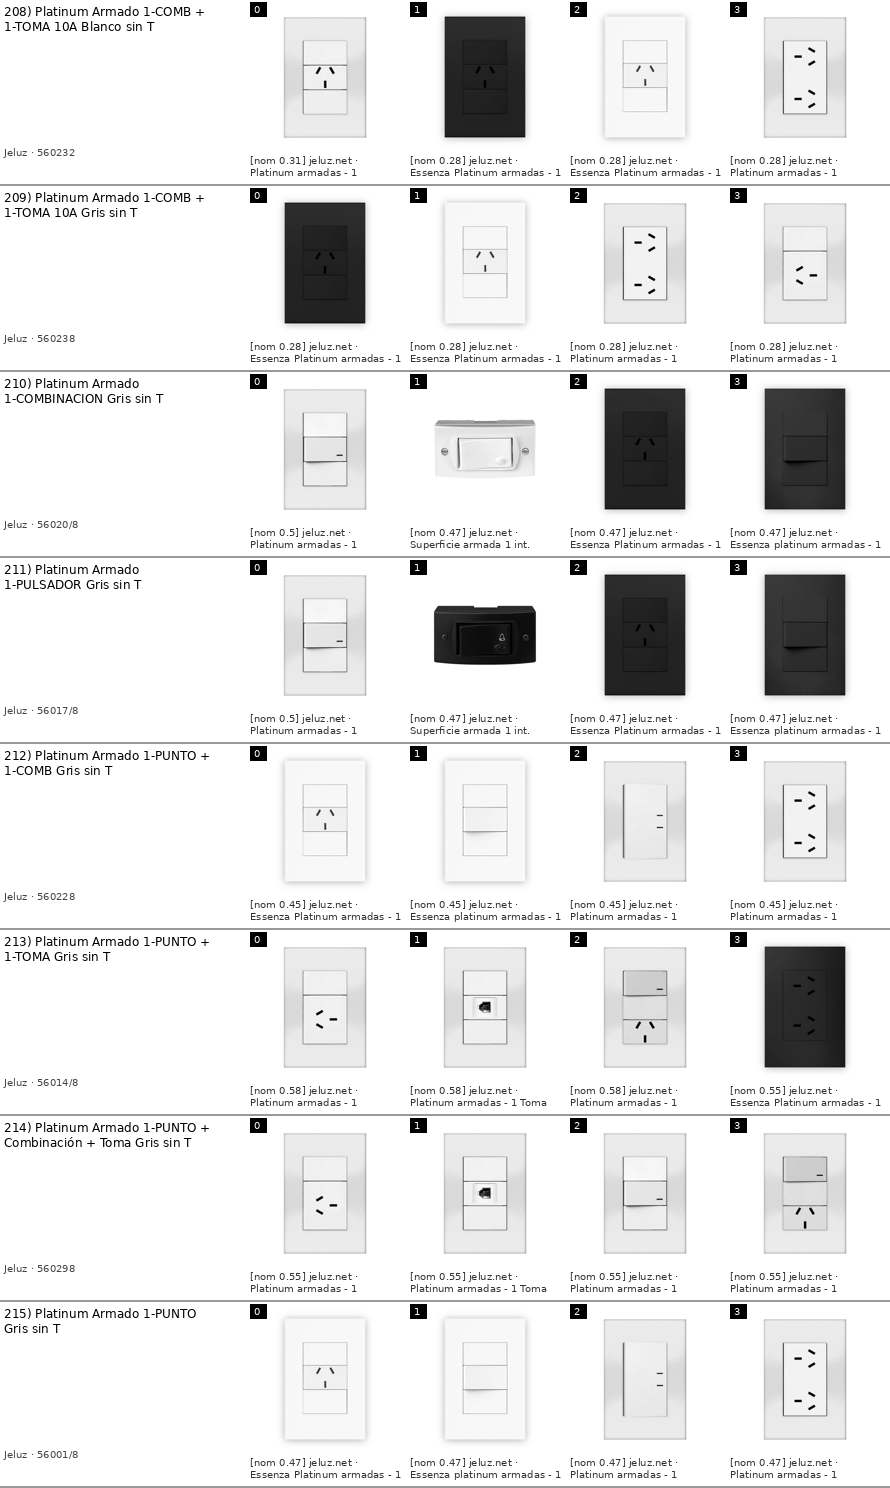 208) Platinum Armado 1-COMB +
1-TOMA 10A Blanco sin T
Jeluz · 560232
0
[nom 0.31] jeluz.net ·
Platinum armadas - 1
1
[nom 0.28] jeluz.net ·
Essenza Platinum armadas - 1
2
[nom 0.28] jeluz.net ·
Essenza Platinum armadas - 1
3
[nom 0.28] jeluz.net ·
Platinum armadas - 1
209) Platinum Armado 1-COMB +
1-TOMA 10A Gris sin T
Jeluz · 560238
0
[nom 0.28] jeluz.net ·
Essenza Platinum armadas - 1
1
[nom 0.28] jeluz.net ·
Essenza Platinum armadas - 1
2
[nom 0.28] jeluz.net ·
Platinum armadas - 1
3
[nom 0.28] jeluz.net ·
Platinum armadas - 1
210) Platinum Armado
1-COMBINACION Gris sin T
Jeluz · 56020/8
0
[nom 0.5] jeluz.net ·
Platinum armadas - 1
1
[nom 0.47] jeluz.net ·
Superficie armada 1 int.
2
[nom 0.47] jeluz.net ·
Essenza Platinum armadas - 1
3
[nom 0.47] jeluz.net ·
Essenza platinum armadas - 1
211) Platinum Armado
1-PULSADOR Gris sin T
Jeluz · 56017/8
0
[nom 0.5] jeluz.net ·
Platinum armadas - 1
1
[nom 0.47] jeluz.net ·
Superficie armada 1 int.
2
[nom 0.47] jeluz.net ·
Essenza Platinum armadas - 1
3
[nom 0.47] jeluz.net ·
Essenza platinum armadas - 1
212) Platinum Armado 1-PUNTO +
1-COMB Gris sin T
Jeluz · 560228
0
[nom 0.45] jeluz.net ·
Essenza Platinum armadas - 1
1
[nom 0.45] jeluz.net ·
Essenza platinum armadas - 1
2
[nom 0.45] jeluz.net ·
Platinum armadas - 1
3
[nom 0.45] jeluz.net ·
Platinum armadas - 1
213) Platinum Armado 1-PUNTO +
1-TOMA Gris sin T
Jeluz · 56014/8
0
[nom 0.58] jeluz.net ·
Platinum armadas - 1
1
[nom 0.58] jeluz.net ·
Platinum armadas - 1 Toma
2
[nom 0.58] jeluz.net ·
Platinum armadas - 1
3
[nom 0.55] jeluz.net ·
Essenza Platinum armadas - 1
214) Platinum Armado 1-PUNTO +
Combinación + Toma Gris sin T
Jeluz · 560298
0
[nom 0.55] jeluz.net ·
Platinum armadas - 1
1
[nom 0.55] jeluz.net ·
Platinum armadas - 1 Toma
2
[nom 0.55] jeluz.net ·
Platinum armadas - 1
3
[nom 0.55] jeluz.net ·
Platinum armadas - 1
215) Platinum Armado 1-PUNTO
Gris sin T
Jeluz · 56001/8
0
[nom 0.47] jeluz.net ·
Essenza Platinum armadas - 1
1
[nom 0.47] jeluz.net ·
Essenza platinum armadas - 1
2
[nom 0.47] jeluz.net ·
Platinum armadas - 1
3
[nom 0.47] jeluz.net ·
Platinum armadas - 1